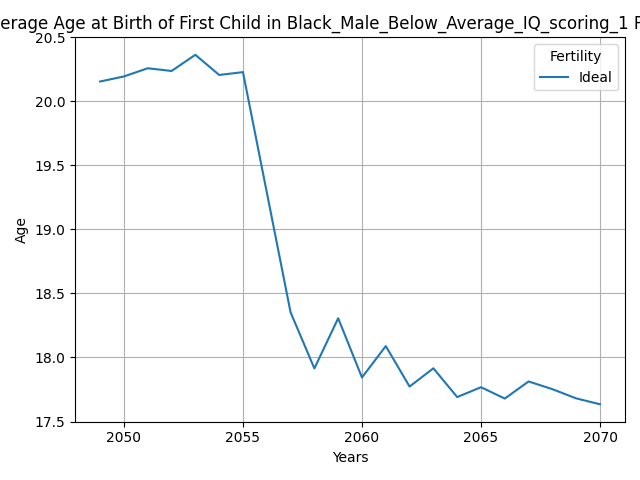 erage Age at Birth of First Child in Black_Male_Below_Average_IQ_scoring_1
Fertility
Ideal
20.5
20.0
19.5
19.0
18.5
18.0
17.5
Age
2050 2055 2060 2065 2070
Years